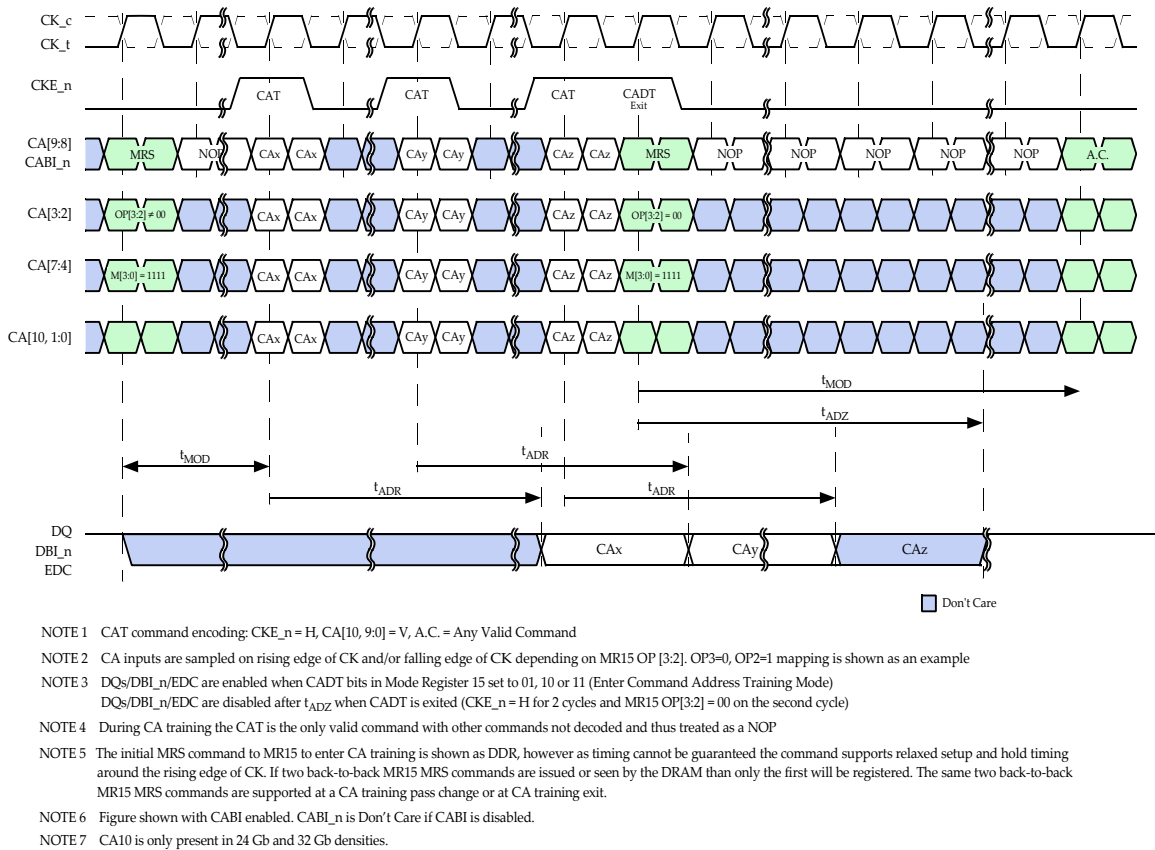 CK_c
CK_t
CKE_n
CAT
CAT
CAT
CADT
Exit
CA[9:8]
CABI_n
MRS
NOP
CAx
CAx
CAy
CAy
CAz
CAz
MRS
NOP
NOP
NOP
NOP
NOP
A.C.
CA[3:2]
OP[3:2] ≠ 00
CAx
CAx
CAy
CAy
CAz
CAz
OP[3:2] = 00
CA[7:4]
M[3:0] = 1111
CAx
CAx
CAy
CAy
CAz
CAz
M[3:0] = 1111
CA[10, 1:0]
CAx
CAx
CAy
CAy
CAz
CAz
tMOD
tADZ
tMOD
tADR
tADR
tADR
DQ
DBI_n
EDC
CAx
CAy
CAz
Don't Care
NOTE 1 CAT command encoding: CKE_n = H, CA[10, 9:0] = V, A.C. = Any Valid Command
NOTE 2 CA inputs are sampled on rising edge of CK and/or falling edge of CK depending on MR15 OP [3:2]. OP3=0, OP2=1 mapping is shown as an example
NOTE 3 DQs/DBI_n/EDC are enabled when CADT bits in Mode Register 15 set to 01, 10 or 11 (Enter Command Address Training Mode)
DQs/DBI_n/EDC are disabled after tADZ when CADT is exited (CKE_n = H for 2 cycles and MR15 OP[3:2] = 00 on the second cycle)
NOTE 4 During CA training the CAT is the only valid command with other commands not decoded and thus treated as a NOP
NOTE 5 The initial MRS command to MR15 to enter CA training is shown as DDR, however as timing cannot be guaranteed the command supports relaxed setup and hold timing
around the rising edge of CK. If two back-to-back MR15 MRS commands are issued or seen by the DRAM than only the first will be registered. The same two back-to-back
MR15 MRS commands are supported at a CA training pass change or at CA training exit.
NOTE 6 Figure shown with CABI enabled. CABI_n is Don't Care if CABI is disabled.
NOTE 7 CA10 is only present in 24 Gb and 32 Gb densities.